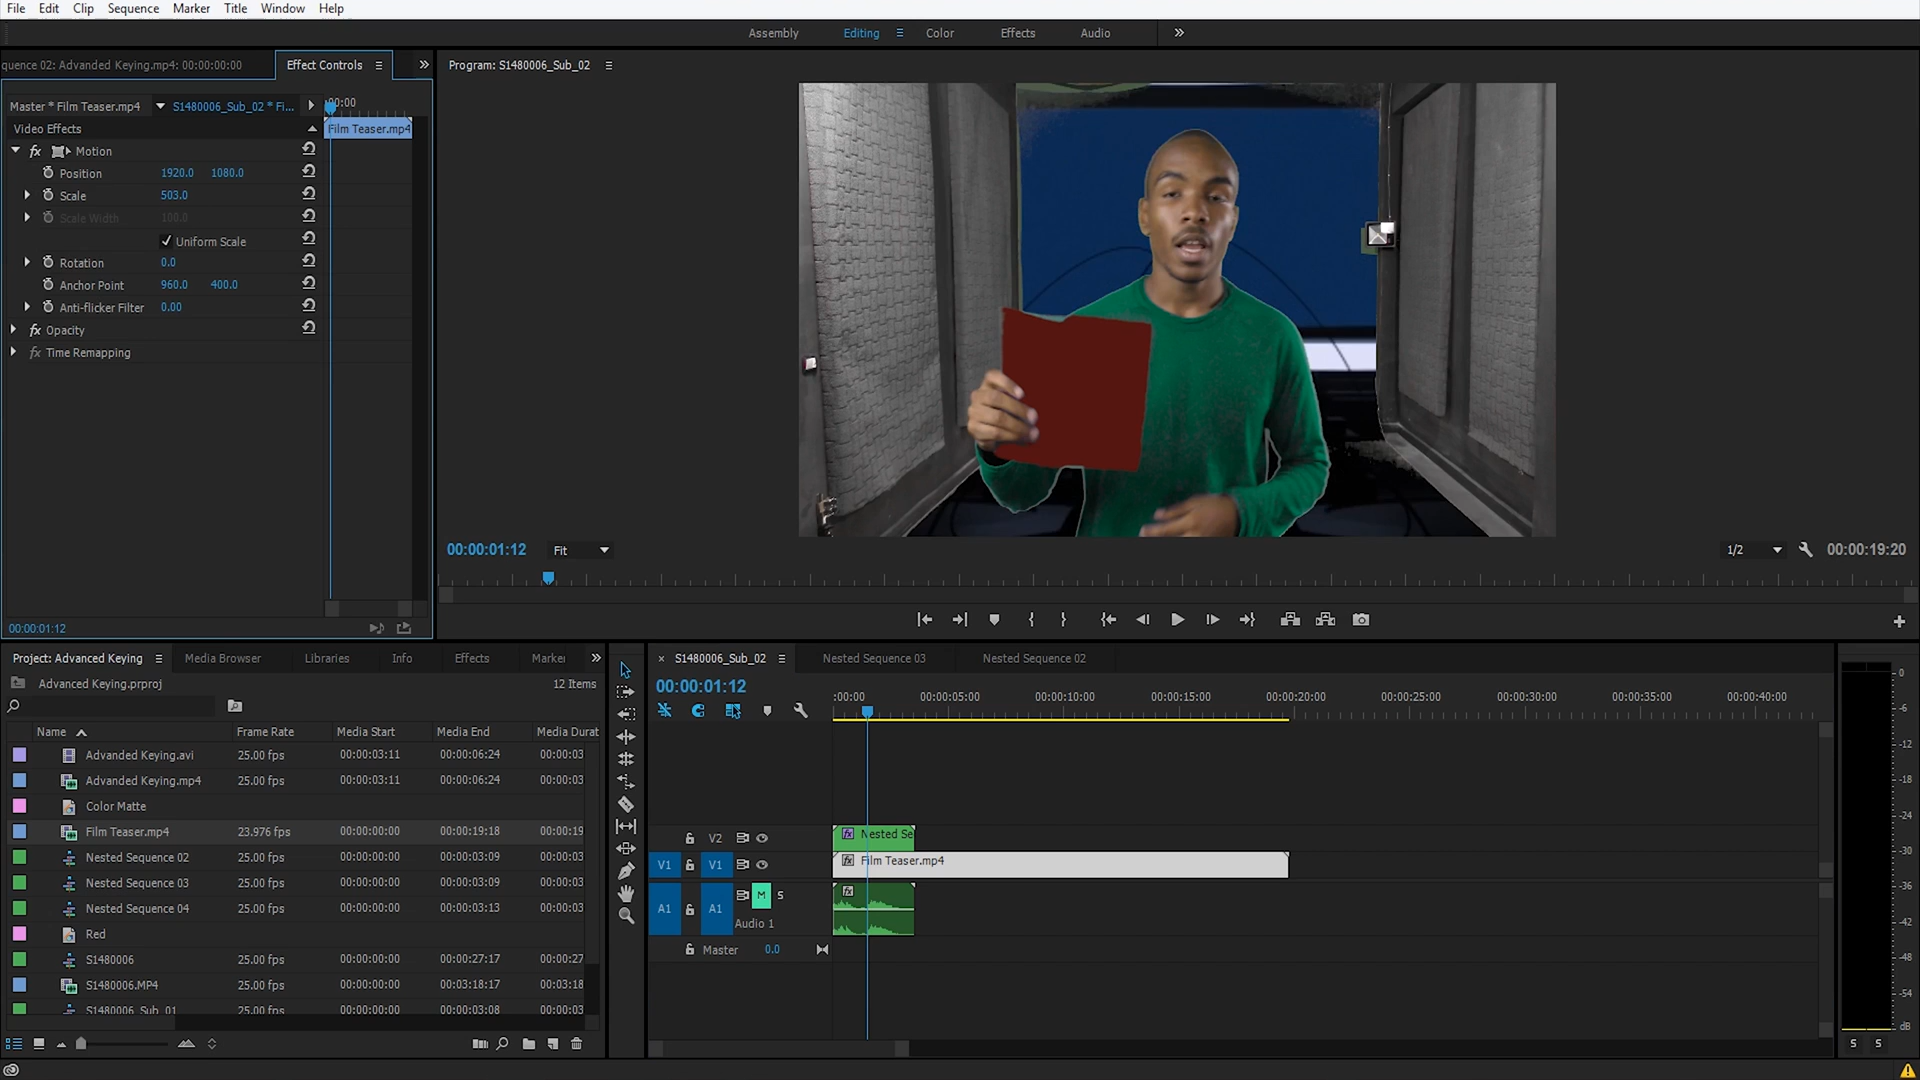 File Edit Clip Sequence Marker Title Window Help
Assembly Editing Color Effects Audio
quence 02: Advanded Keying.mp4: 00:00:00:00 Effect Controls
Program: S1480006_Sub_02
Master * Film Teaser.mp4 S1480006_Sub_02 * Fi... :00:00
Video Effects Film Teaser.mp4
fx Motion
Position 1920.0 1080.0
Scale 503.0
Scale Width 100.0
Uniform Scale
Rotation 0.0
Anchor Point 960.0 400.0
Anti-flicker Filter 0.00
fx Opacity
fx Time Remapping
00:00:01:12
00:00:01:12 Fit 1/2 00:00:19:20
Project: Advanced Keying Media Browser Libraries Info Effects Marker
Advanced Keying.prproj 12 Items
Name Frame Rate Media Start Media End Media Durat
Advanded Keying.avi 25.00 fps 00:00:03:11 00:00:06:24 00:00:03
Advanded Keying.mp4 25.00 fps 00:00:03:11 00:00:06:24 00:00:03
Color Matte
Film Teaser.mp4 23.976 fps 00:00:00:00 00:00:19:18 00:00:19
Nested Sequence 02 25.00 fps 00:00:00:00 00:00:03:09 00:00:03
Nested Sequence 03 25.00 fps 00:00:00:00 00:00:03:09 00:00:03
Nested Sequence 04 25.00 fps 00:00:00:00 00:00:03:13 00:00:03
Red
S1480006 25.00 fps 00:00:00:00 00:00:27:17 00:00:27
S1480006.MP4 25.00 fps 00:00:00:00 00:03:18:17 00:03:18
S1480006_Sub_01 25.00 fps 00:00:00:00 00:00:03:08 00:00:03
× S1480006_Sub_02 Nested Sequence 03 Nested Sequence 02
00:00:01:12
:00:00 00:00:05:00 00:00:10:00 00:00:15:00 00:00:20:00 00:00:25:00 00:00:30:00 00:00:35:00 00:00:40:00
V2 fx Nested Se
V1 V1 fx Film Teaser.mp4
A1 A1 M S fx
Audio 1
Master 0.0
0
-6
-12
-18
-24
-30
-36
-42
-48
-54
dB
S S